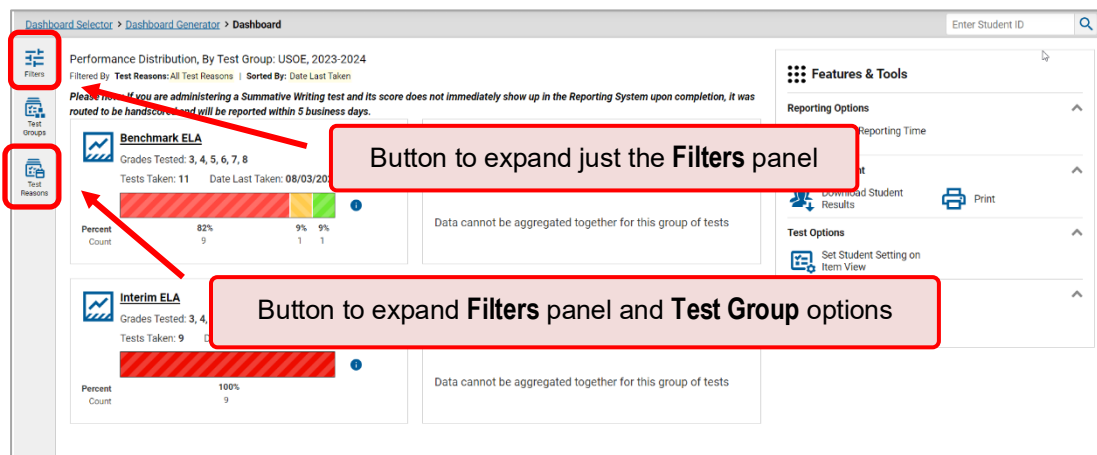 Dashboard Selector > Dashboard Generator > Dashboard
Enter Student ID
Filters
Test
Groups
Test
Reasons
Performance Distribution, By Test Group: USOE, 2023-2024
Filtered By Test Reasons: All Test Reasons | Sorted By: Date Last Taken
Please note: If you are administering a Summative Writing test and its score does not immediately show up in the Reporting System upon completion, it was
routed to be handscored and will be reported within 5 business days.
Benchmark ELA
Grades Tested: 3, 4, 5, 6, 7, 8
Tests Taken: 11 Date Last Taken: 08/03/20
Percent 82% 9% 9%
Count 9 1 1
Data cannot be aggregated together for this group of tests
Button to expand just the Filters panel
Interim ELA
Grades Tested: 3, 4,
Tests Taken: 9
Percent 100%
Count 9
Data cannot be aggregated together for this group of tests
Button to expand Filters panel and Test Group options
Features & Tools
Reporting Options
Reporting Time
Download Student
Results
Print
Test Options
Set Student Setting on
Item View